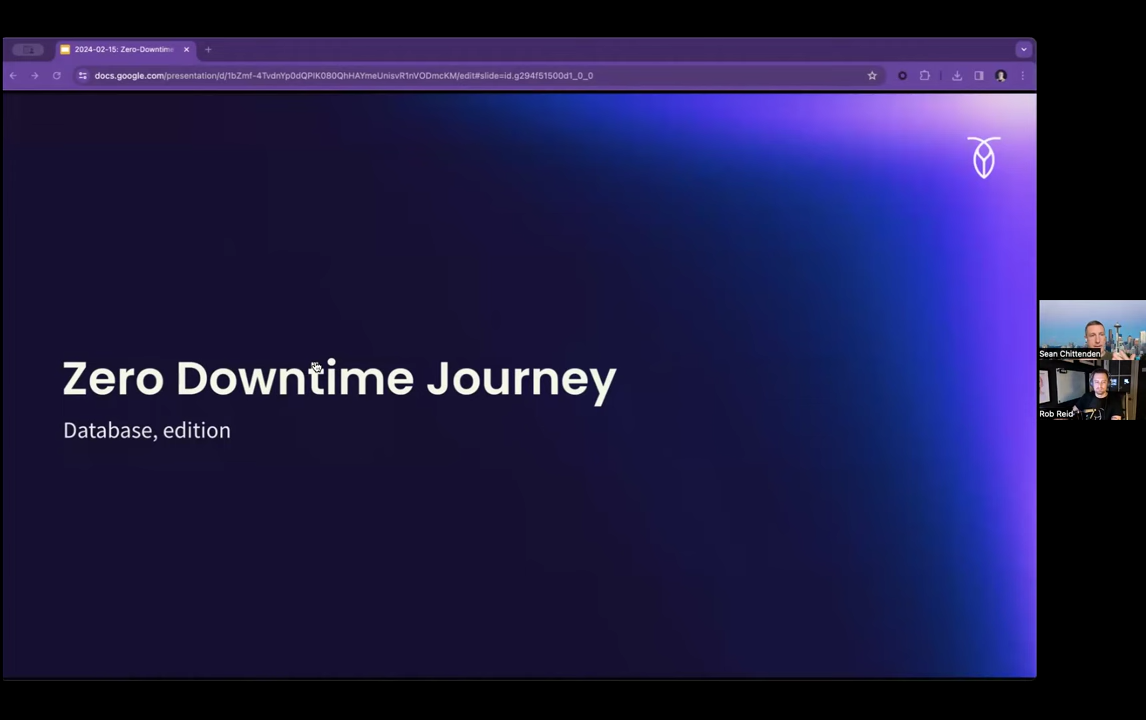 2024-02-15: Zero-Downtim
docs.google.com/presentation/d/1bZmf-4TvdnYp0dQPIK080QhHAYmeUnisvR1nVODmcKM/edit#slide=id.g294f51500d1_0_0
Zero Downtime Journey
Database, edition
Sean Chittenden
Rob Reid